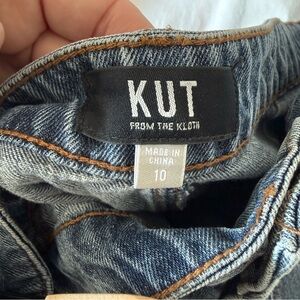 KUT
FROM THE KLOTH
MADE IN
CHINA
10